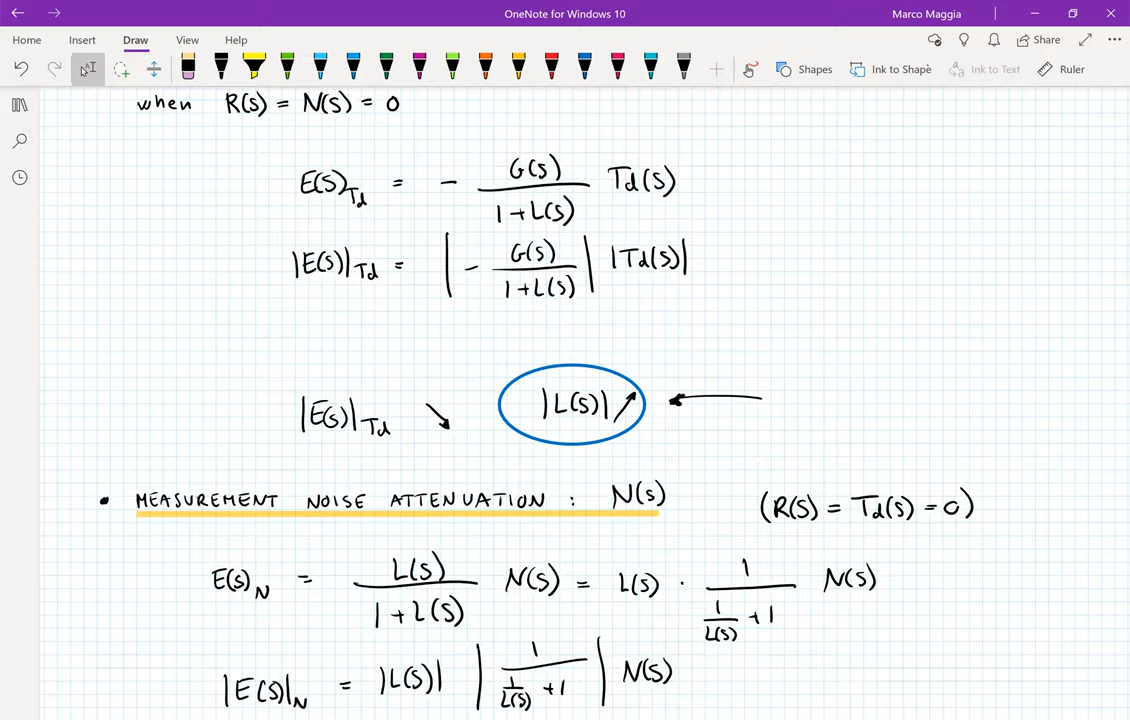 OneNote for Windows 10
Marco Maggia
Home Insert Draw View Help
Share
Shapes Ink to Shape Ink to Text Ruler
when R(s) = N(s) = 0
E(s)Td = - G(s) / 1 + L(s) Td(s)
|E(s)|Td = | - G(s) / 1 + L(s) | |Td(s)|
|E(s)|Td ↘ |L(s)| ↗ ←
• MEASUREMENT NOISE ATTENUATION : N(s) (R(s) = Td(s) = 0)
E(s)N = L(s) / 1 + L(s) N(s) = L(s) · 1 / 1/L(s) + 1 N(s)
|E(s)|N = |L(s)| | 1 / 1/L(s) + 1 | N(s)